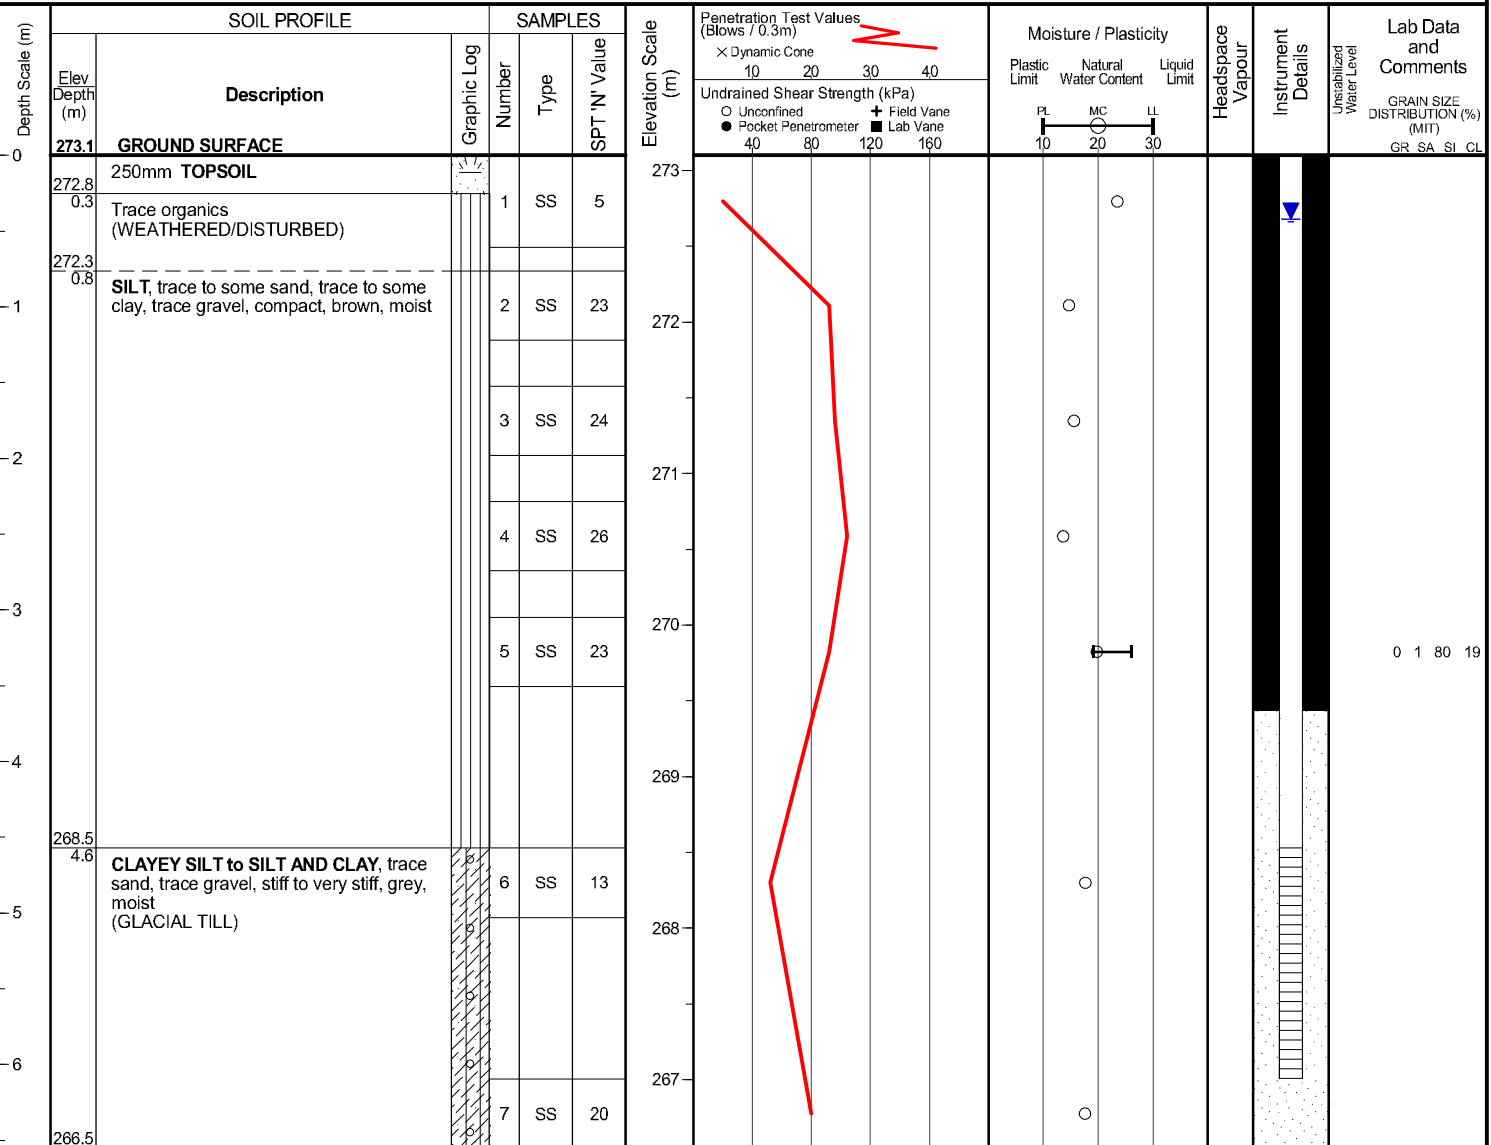 SOIL PROFILE
SAMPLES
Depth Scale (m)
Elev
Depth
(m)
Description
Graphic Log
Number
Type
SPT 'N' Value
Elevation Scale
(m)
Penetration Test Values
(Blows / 0.3m)
× Dynamic Cone
10 20 30 40
Undrained Shear Strength (kPa)
Unconfined
Field Vane
Pocket Penetrometer
Lab Vane
40 80 120 160
Moisture / Plasticity
Plastic
Limit
Natural
Water Content
Liquid
Limit
PL MC LL
10 20 30
Headspace
Vapour
Instrument
Details
Unstabilized
Water Level
Lab Data
and
Comments
GRAIN SIZE
DISTRIBUTION (%)
(MIT)
GR SA SI CL
273.1 GROUND SURFACE
0
250mm TOPSOIL
272.8
0.3
Trace organics
(WEATHERED/DISTURBED)
1 SS 5
273
272.3
0.8
SILT, trace to some sand, trace to some
clay, trace gravel, compact, brown, moist
1
2 SS 23
272
3 SS 24
2
271
4 SS 26
3
270
5 SS 23
0 1 80 19
4
269
268.5
4.6
CLAYEY SILT to SILT AND CLAY, trace
sand, trace gravel, stiff to very stiff, grey,
moist
(GLACIAL TILL)
6 SS 13
5
268
6
267
7 SS 20
266.5